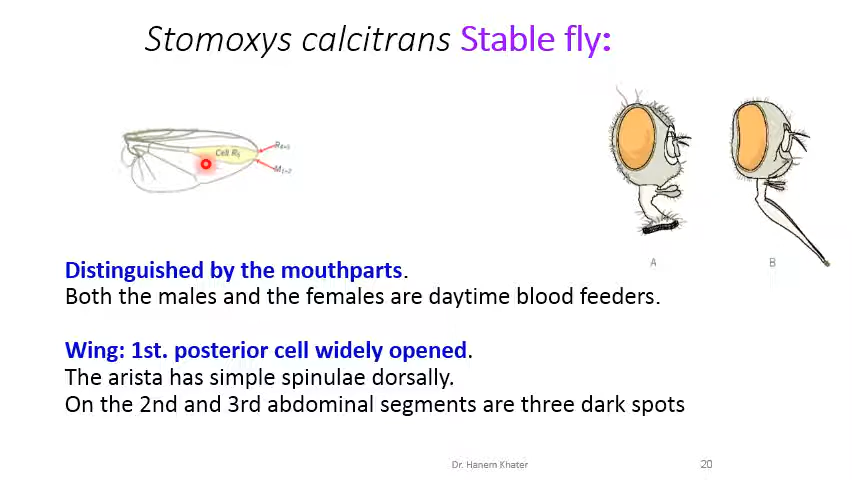 Stomoxys calcitrans Stable fly:
Cell R5
R4+5
M1+2
A
B
Distinguished by the mouthparts.
Both the males and the females are daytime blood feeders.
Wing: 1st. posterior cell widely opened.
The arista has simple spinulae dorsally.
On the 2nd and 3rd abdominal segments are three dark spots
Dr. Hanem Khater
20